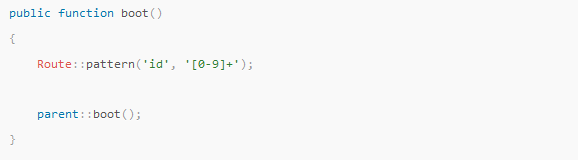 public function boot()
{
    Route::pattern('id', '[0-9]+');
    parent::boot();
}